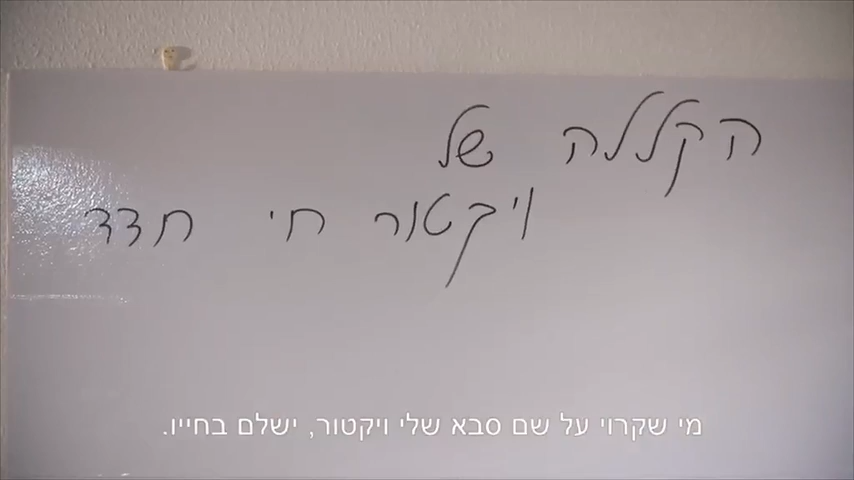 הקללה של
ויקטור חי חדד
מי שקרוי על שם סבא שלי ויקטור, ישלם בחייו.